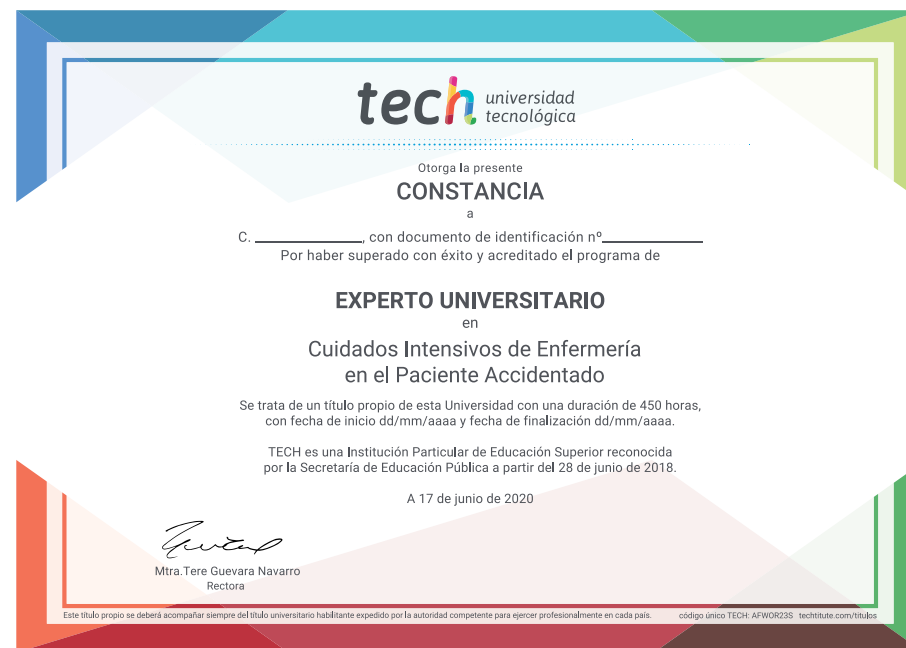 tech universidad
tecnológica
Otorga la presente
CONSTANCIA
a
C. ______________, con documento de identificación nº_____________
Por haber superado con éxito y acreditado el programa de
EXPERTO UNIVERSITARIO
en
Cuidados Intensivos de Enfermería
en el Paciente Accidentado
Se trata de un título propio de esta Universidad con una duración de 450 horas,
con fecha de inicio dd/mm/aaaa y fecha de finalización dd/mm/aaaa.
TECH es una Institución Particular de Educación Superior reconocida
por la Secretaría de Educación Pública a partir del 28 de junio de 2018.
A 17 de junio de 2020
Mtra.Tere Guevara Navarro
Rectora
Este título propio se deberá acompañar siempre del título universitario habilitante expedido por la autoridad competente para ejercer profesionalmente en cada país. código único TECH: AFWOR23S techtitute.com/titulos